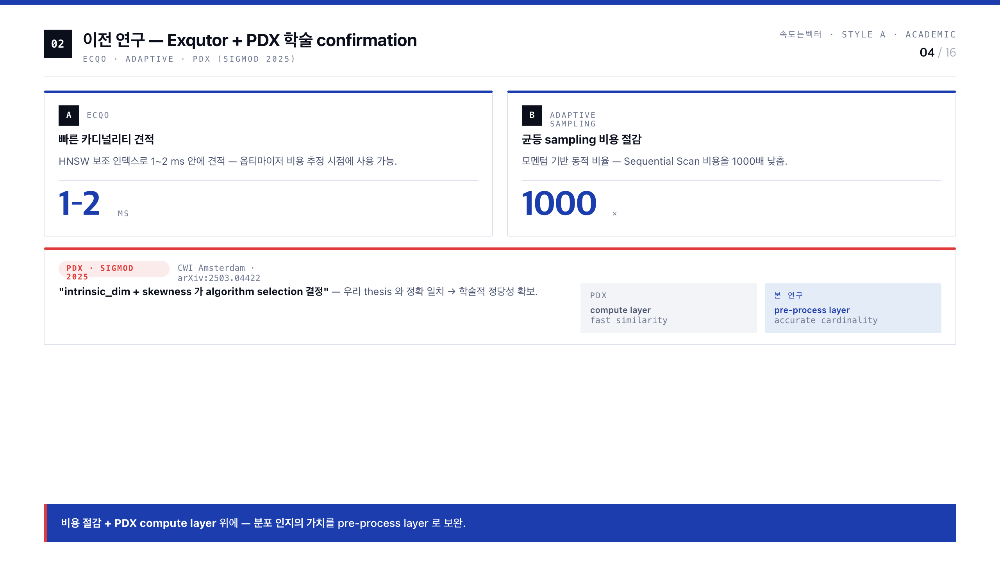 02
이전 연구 — Exqutor + PDX 학술 confirmation
ECQO · ADAPTIVE · PDX (SIGMOD 2025)
속도는벡터 · STYLE A · ACADEMIC
04 / 16
A
ECQO
빠른 카디널리티 견적
HNSW 보조 인덱스로 1~2 ms 안에 견적 — 옵티마이저 비용 추정 시점에 사용 가능.
1-2 MS
B
ADAPTIVE
SAMPLING
균등 sampling 비용 절감
모멘텀 기반 동적 비율 — Sequential Scan 비용을 1000배 낮춤.
1000 ×
PDX · SIGMOD
2025
CWI Amsterdam ·
arXiv:2503.04422
"intrinsic_dim + skewness 가 algorithm selection 결정" — 우리 thesis 와 정확 일치 → 학술적 정당성 확보.
PDX
compute layer
fast similarity
본 연구
pre-process layer
accurate cardinality
비용 절감 + PDX compute layer 위에 — 분포 인지의 가치를 pre-process layer 로 보완.